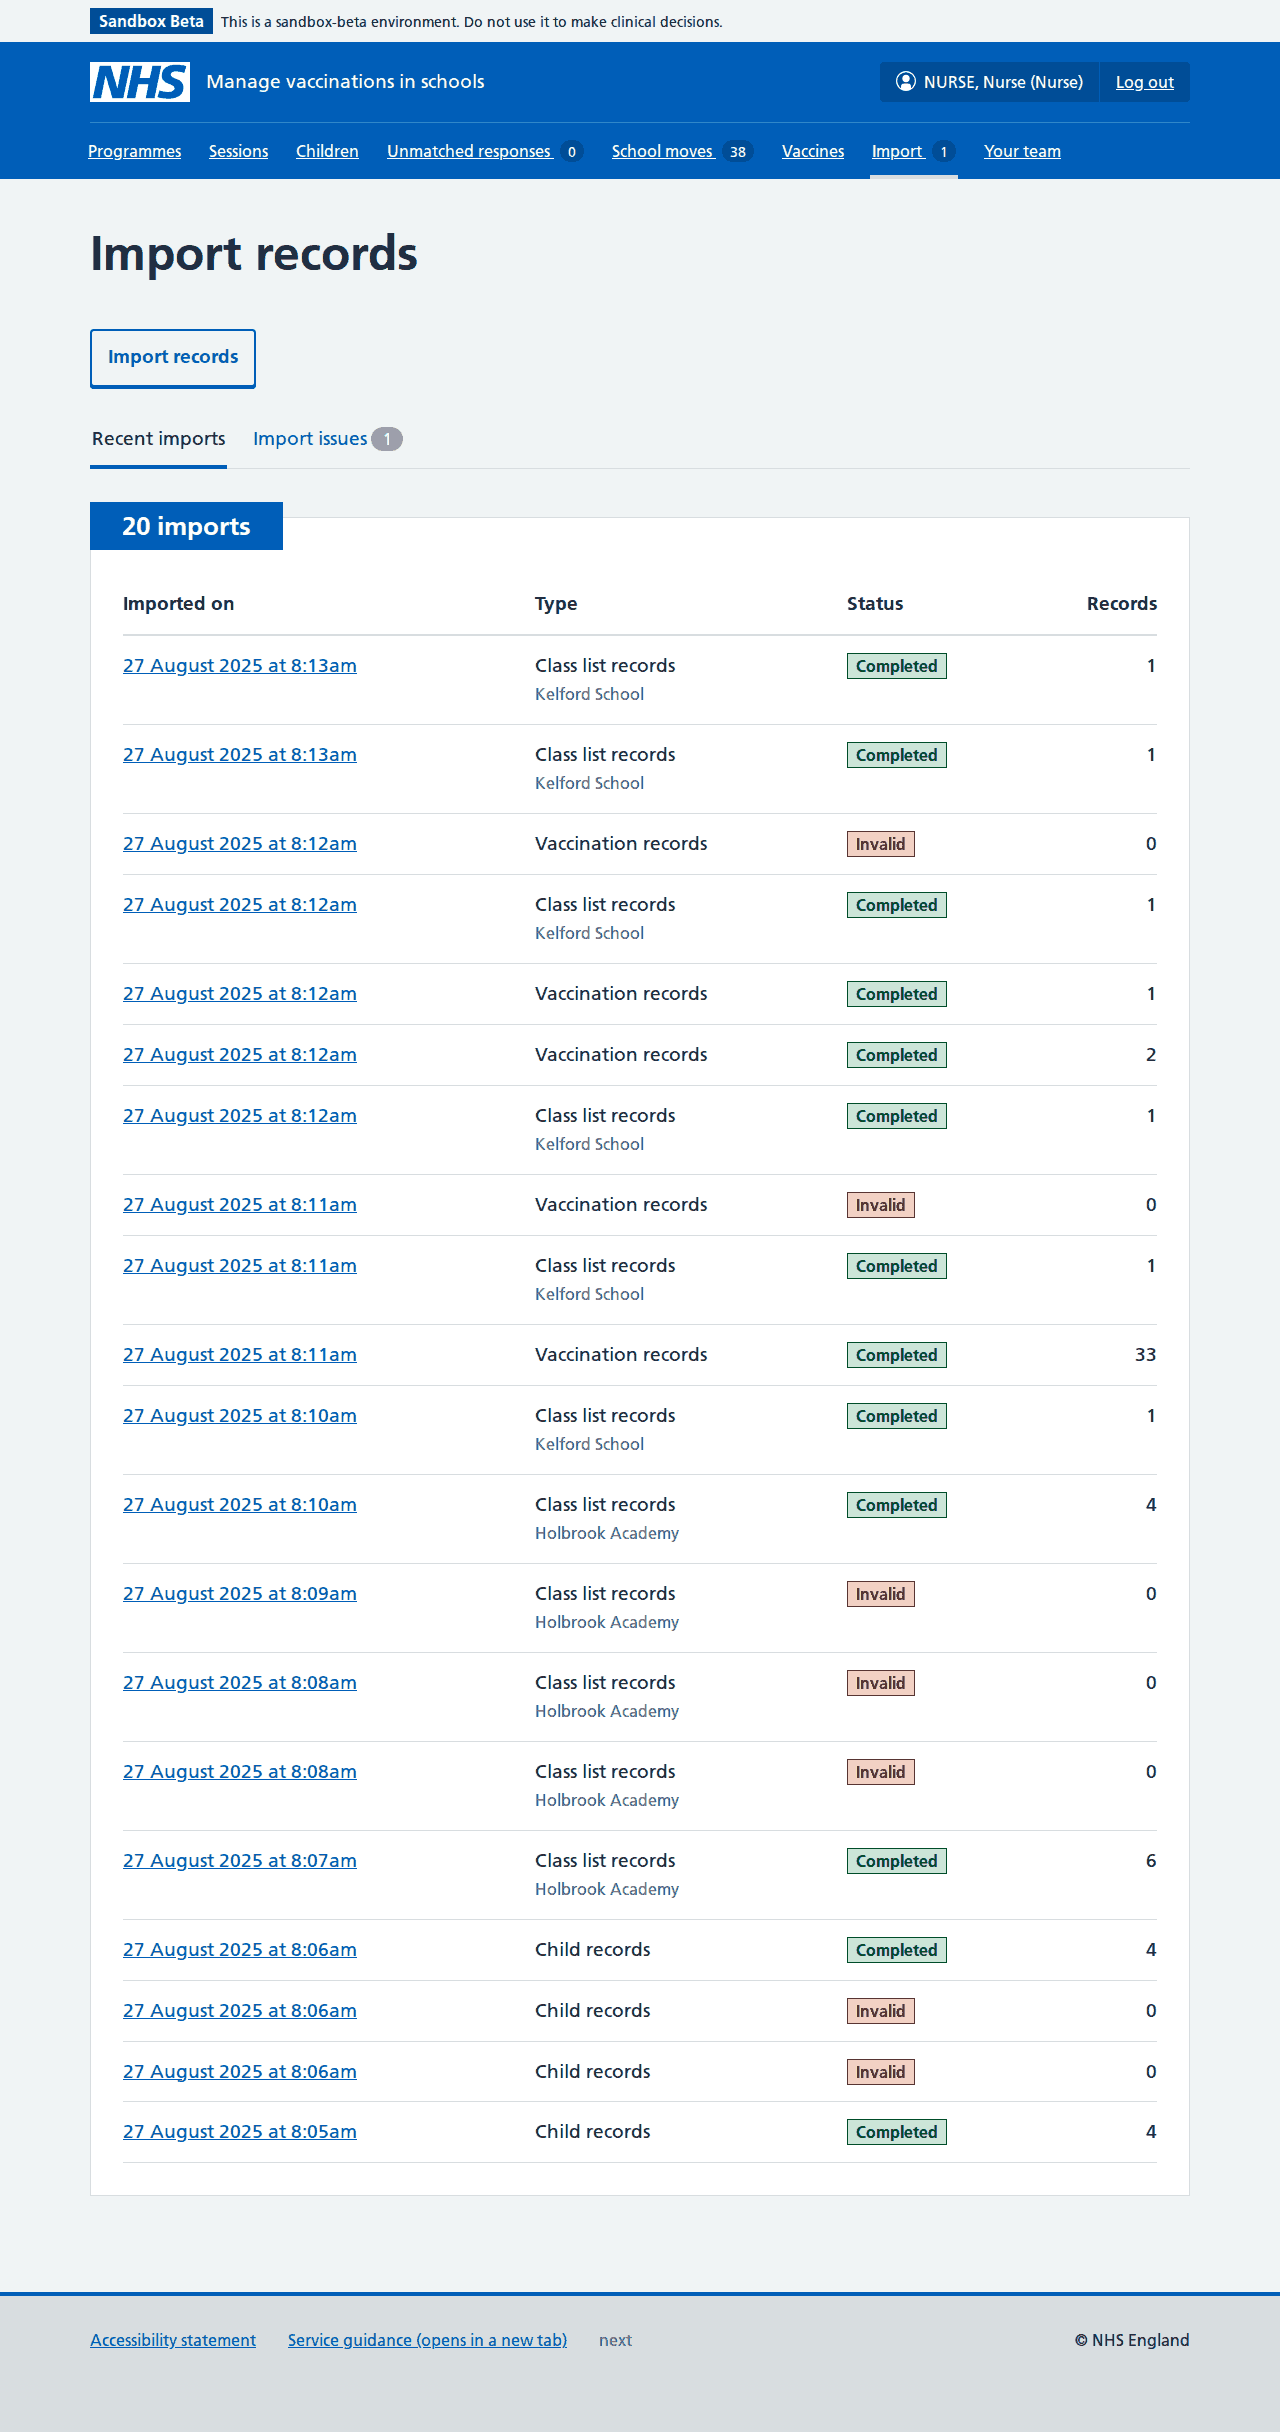 Sandbox Beta This is a sandbox-beta environment. Do not use it to make clinical decisions.
NHS Manage vaccinations in schools NURSE, Nurse (Nurse) Log out
Programmes Sessions Children Unmatched responses 0 School moves 38 Vaccines Import 1 Your team
Import records
Import records
Recent imports Import issues 1
20 imports
Imported on Type Status Records
27 August 2025 at 8:13am Class list records Completed 1
Kelford School
27 August 2025 at 8:13am Class list records Completed 1
Kelford School
27 August 2025 at 8:12am Vaccination records Invalid 0
27 August 2025 at 8:12am Class list records Completed 1
Kelford School
27 August 2025 at 8:12am Vaccination records Completed 1
27 August 2025 at 8:12am Vaccination records Completed 2
27 August 2025 at 8:12am Class list records Completed 1
Kelford School
27 August 2025 at 8:11am Vaccination records Invalid 0
27 August 2025 at 8:11am Class list records Completed 1
Kelford School
27 August 2025 at 8:11am Vaccination records Completed 33
27 August 2025 at 8:10am Class list records Completed 1
Kelford School
27 August 2025 at 8:10am Class list records Completed 4
Holbrook Academy
27 August 2025 at 8:09am Class list records Invalid 0
Holbrook Academy
27 August 2025 at 8:08am Class list records Invalid 0
Holbrook Academy
27 August 2025 at 8:08am Class list records Invalid 0
Holbrook Academy
27 August 2025 at 8:07am Class list records Completed 6
Holbrook Academy
27 August 2025 at 8:06am Child records Completed 4
27 August 2025 at 8:06am Child records Invalid 0
27 August 2025 at 8:06am Child records Invalid 0
27 August 2025 at 8:05am Child records Completed 4
Accessibility statement Service guidance (opens in a new tab) next © NHS England